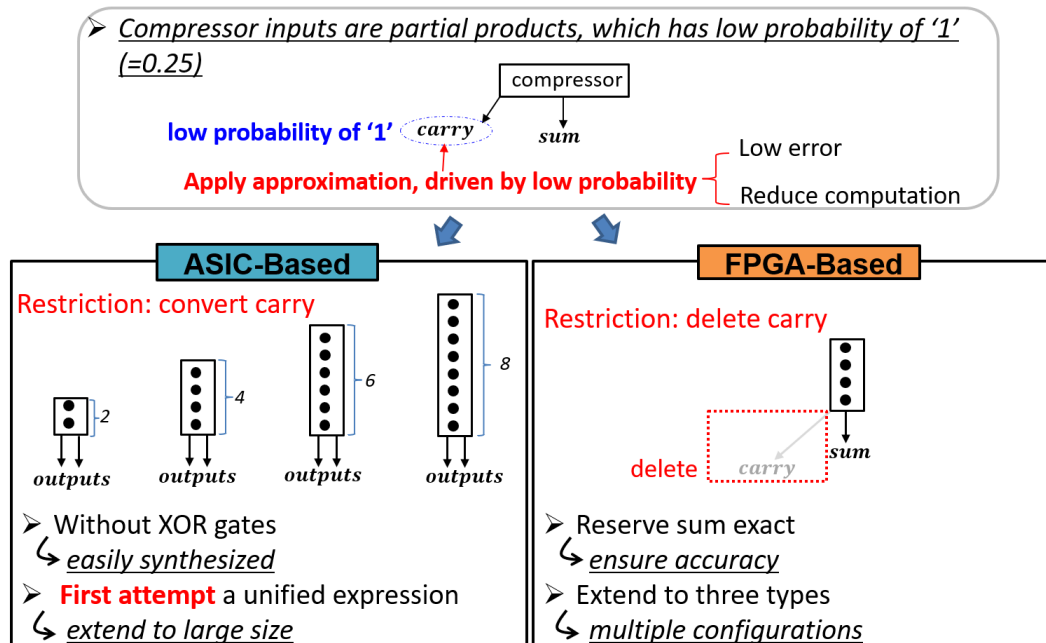 ➢ Compressor inputs are partial products, which has low probability of ‘1’
(=0.25)
compressor
low probability of ‘1’
carry
sum
Apply approximation, driven by low probability
Low error
Reduce computation
ASIC-Based
Restriction: convert carry
2
4
6
8
outputs
outputs
outputs
outputs
➢ Without XOR gates
easily synthesized
➢ First attempt a unified expression
extend to large size
FPGA-Based
Restriction: delete carry
delete
carry
sum
➢ Reserve sum exact
ensure accuracy
➢ Extend to three types
multiple configurations